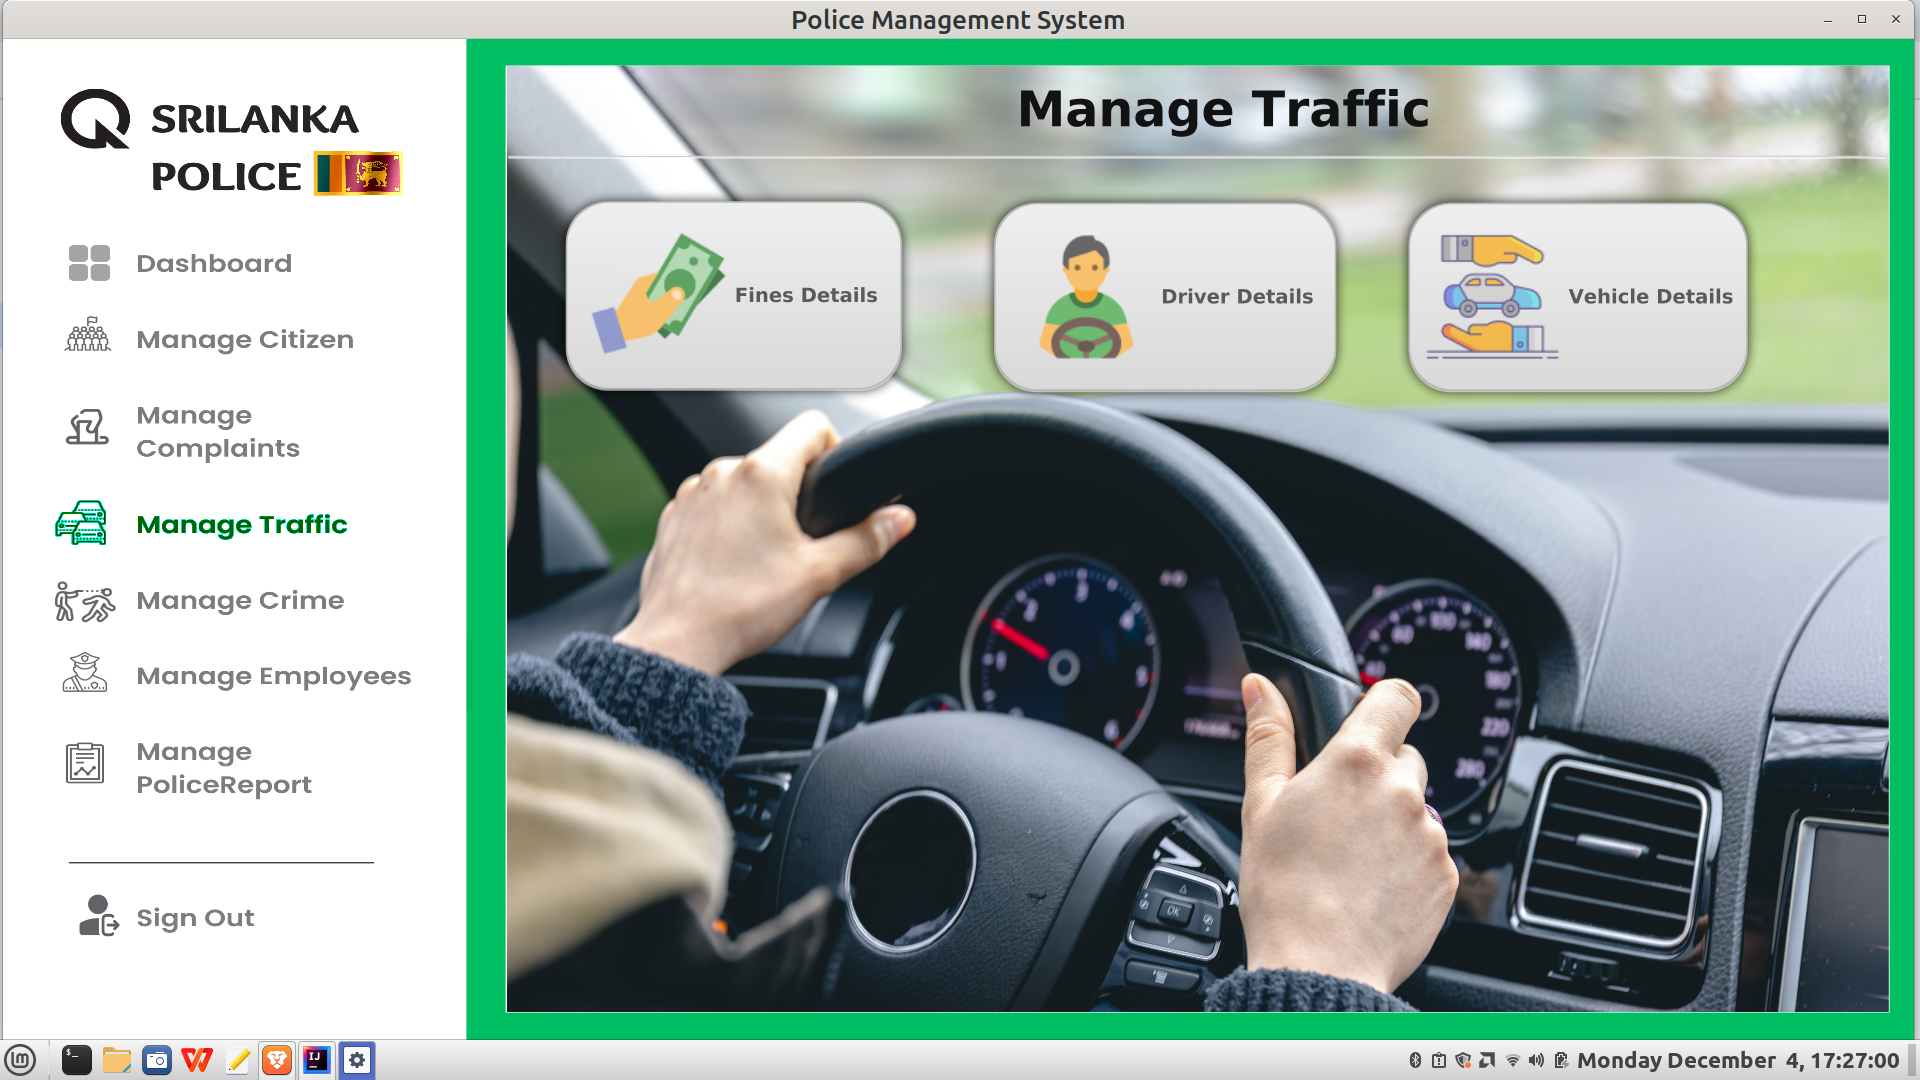 Police Management System
SRILANKA
POLICE
Dashboard
Manage Citizen
Manage
Complaints
Manage Traffic
Manage Crime
Manage Employees
Manage
PoliceReport
Sign Out
Manage Traffic
Fines Details
Driver Details
Vehicle Details
OK
Monday December 4, 17:27:00